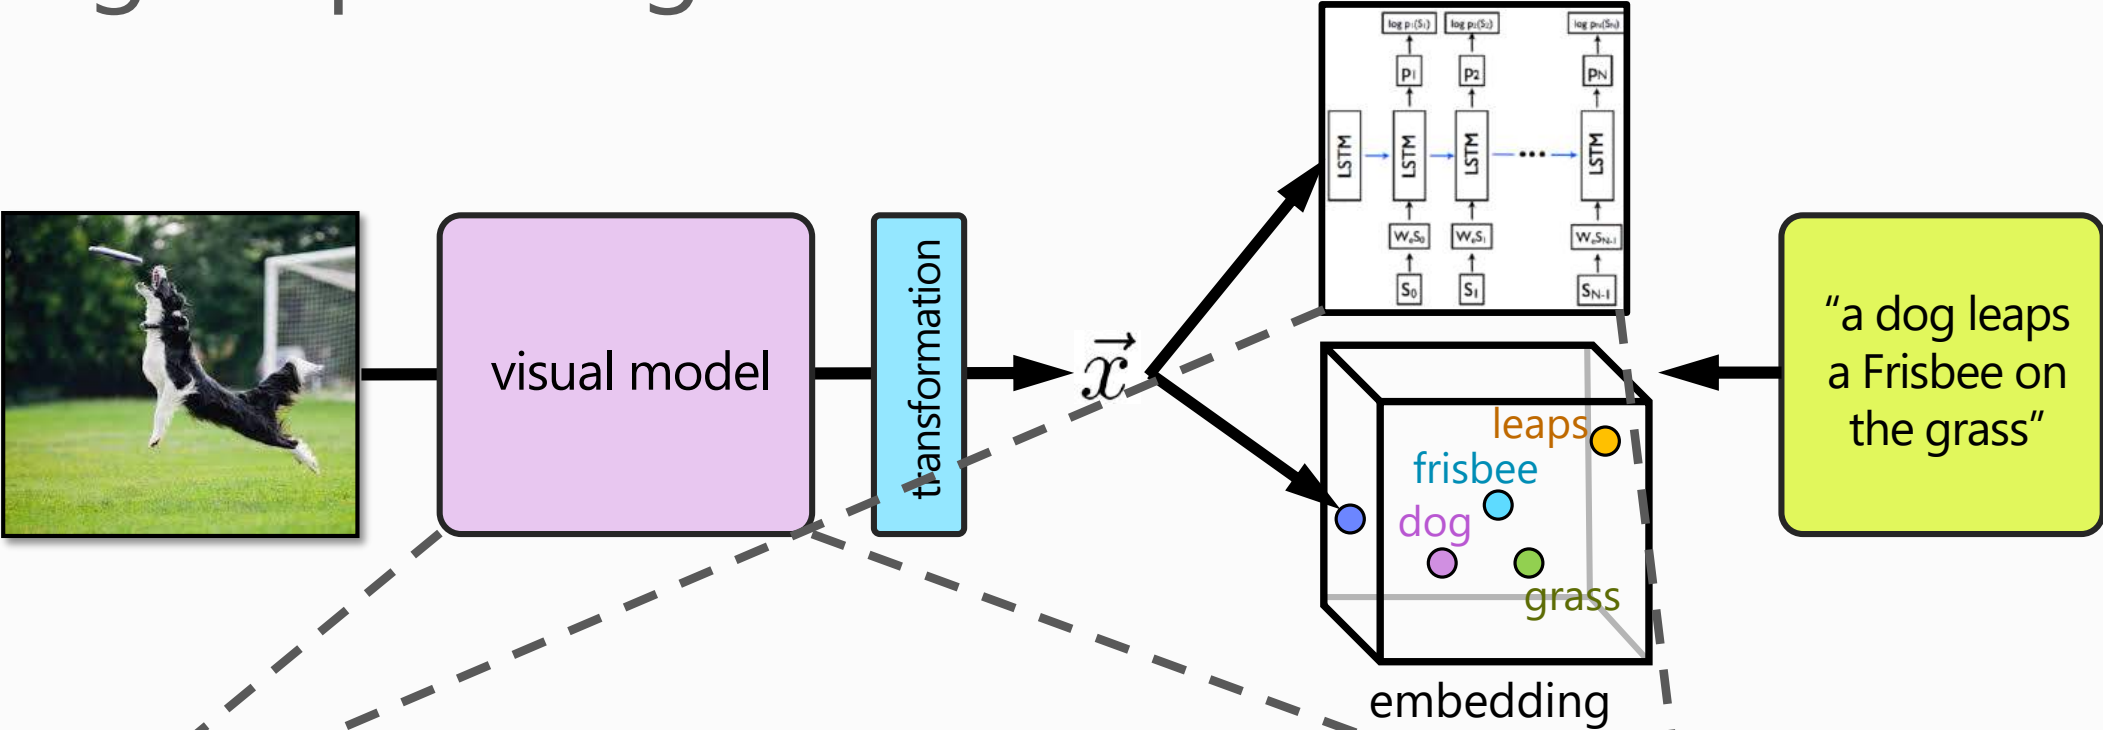 log p₁(S₁) log p₂(S₂) log pN(SN)
p₁ p₂ pN
LSTM LSTM LSTM ... LSTM
WₑS₀ WₑS₁ WₑSN-1
S₀ S₁ SN-1
visual model
transformation
x
“a dog leaps
a Frisbee on
the grass”
leaps
frisbee
dog
grass
embedding